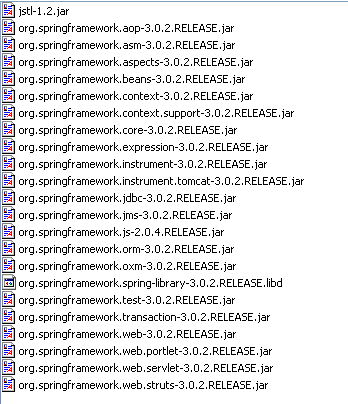 jstl-1.2.jar
org.springframework.aop-3.0.2.RELEASE.jar
org.springframework.asm-3.0.2.RELEASE.jar
org.springframework.aspects-3.0.2.RELEASE.jar
org.springframework.beans-3.0.2.RELEASE.jar
org.springframework.context-3.0.2.RELEASE.jar
org.springframework.context.support-3.0.2.RELEASE.jar
org.springframework.core-3.0.2.RELEASE.jar
org.springframework.expression-3.0.2.RELEASE.jar
org.springframework.instrument-3.0.2.RELEASE.jar
org.springframework.instrument.tomcat-3.0.2.RELEASE.jar
org.springframework.jdbc-3.0.2.RELEASE.jar
org.springframework.jms-3.0.2.RELEASE.jar
org.springframework.js-2.0.4.RELEASE.jar
org.springframework.orm-3.0.2.RELEASE.jar
org.springframework.oxm-3.0.2.RELEASE.jar
org.springframework.spring-library-3.0.2.RELEASE.libd
org.springframework.test-3.0.2.RELEASE.jar
org.springframework.transaction-3.0.2.RELEASE.jar
org.springframework.web-3.0.2.RELEASE.jar
org.springframework.web.portlet-3.0.2.RELEASE.jar
org.springframework.web.servlet-3.0.2.RELEASE.jar
org.springframework.web.struts-3.0.2.RELEASE.jar